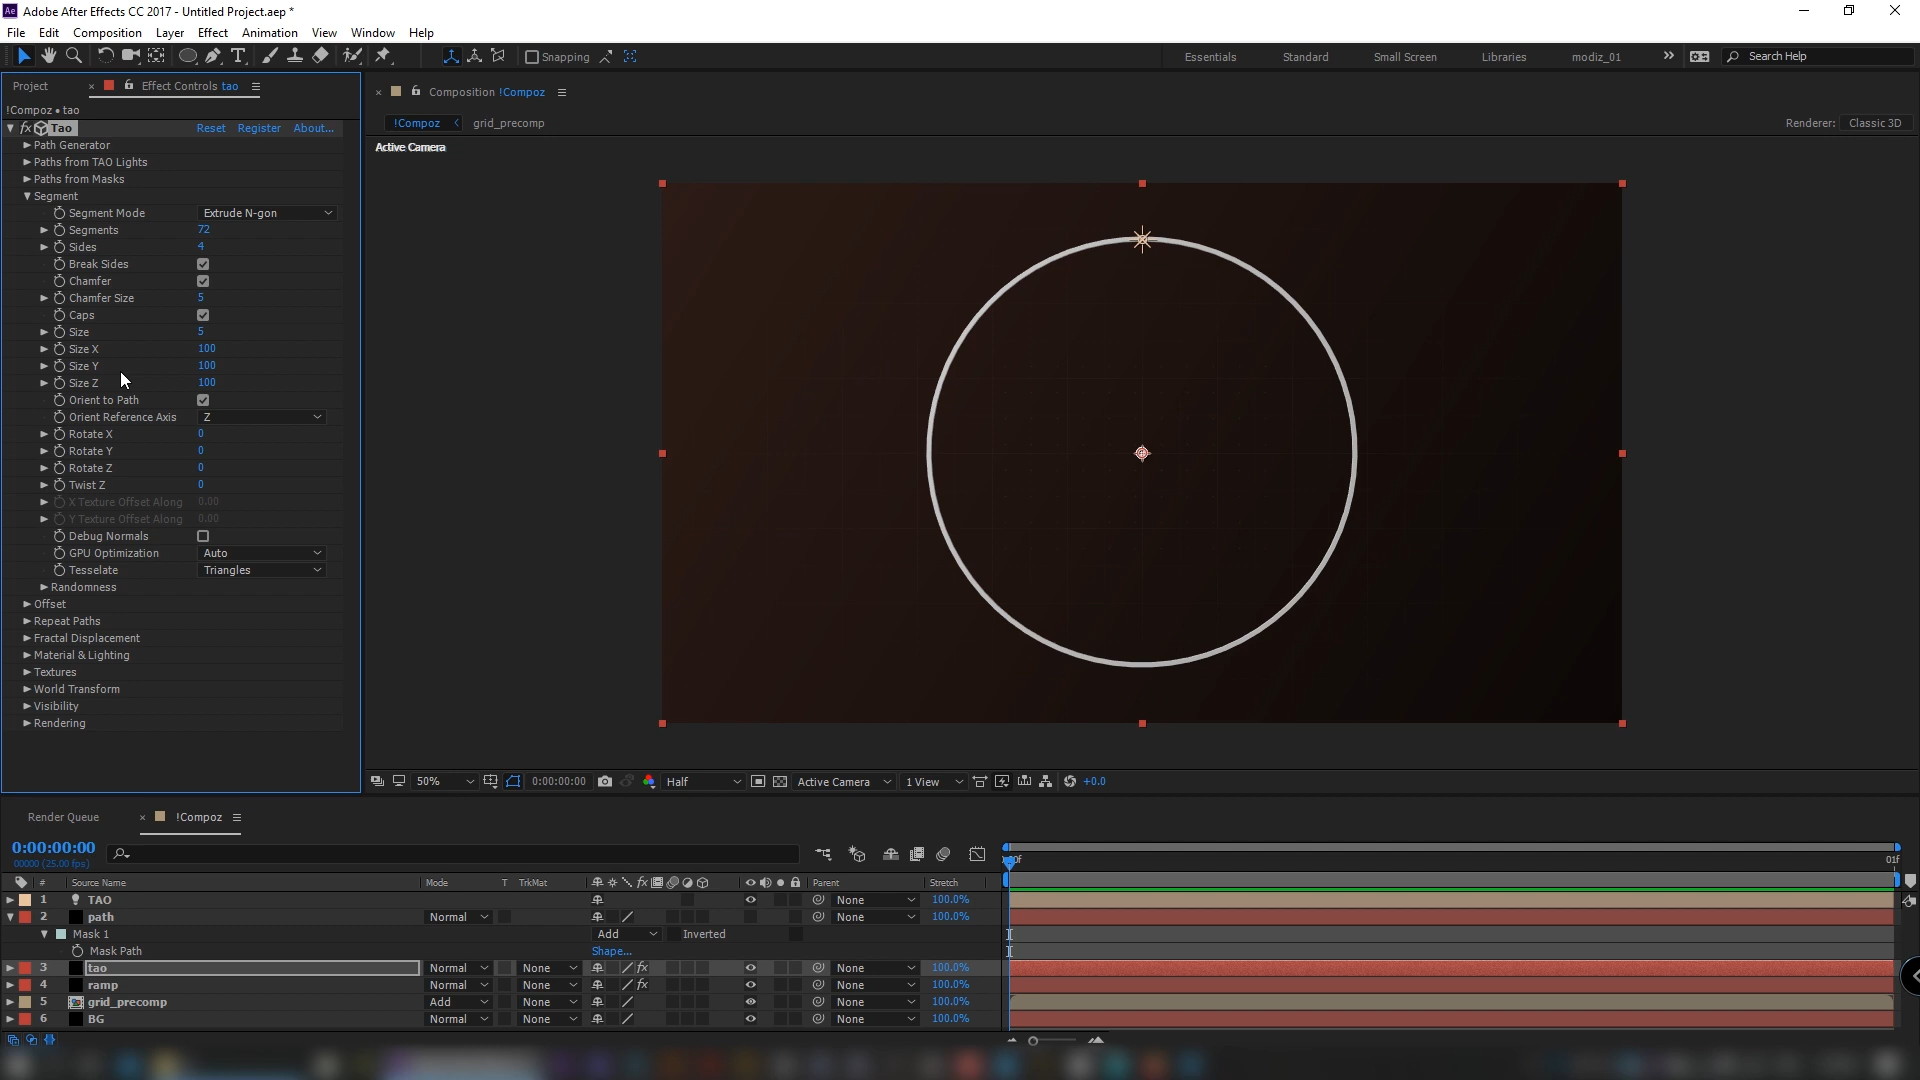 Ae Adobe After Effects CC 2017 - Untitled Project.aep *
File Edit Composition Layer Effect Animation View Window Help
Snapping Essentials Standard Small Screen Libraries modiz_01 Search Help
Project Effect Controls tao
Composition !Compoz
!Compoz • tao
!Compoz grid_precomp Renderer: Classic 3D
fx Tao Reset Register About...
Active Camera
Path Generator
Paths from TAO Lights
Paths from Masks
Segment
Segment Mode Extrude N-gon
Segments 72
Sides 4
Break Sides
Chamfer
Chamfer Size 5
Caps
Size 5
Size X 100
Size Y 100
Size Z 100
Orient to Path
Orient Reference Axis Z
Rotate X 0
Rotate Y 0
Rotate Z 0
Twist Z 0
X Texture Offset Along 0.00
Y Texture Offset Along 0.00
Debug Normals
GPU Optimization Auto
Tesselate Triangles
Randomness
Offset
Repeat Paths
Fractal Displacement
Material & Lighting
Textures
World Transform
Visibility
Rendering
50% 0:00:00:00 Half Active Camera 1 View +0.0
Render Queue !Compoz
0:00:00:00
00000 (25.00 fps)
01f
# Source Name Mode T TrkMat fx Parent Stretch
1 TAO None 100.0%
2 path Normal None 100.0%
Mask 1 Add Inverted
Mask Path Shape...
3 tao Normal None fx None 100.0%
4 ramp Normal None fx None 100.0%
5 grid_precomp Add None None 100.0%
6 BG Normal None None 100.0%